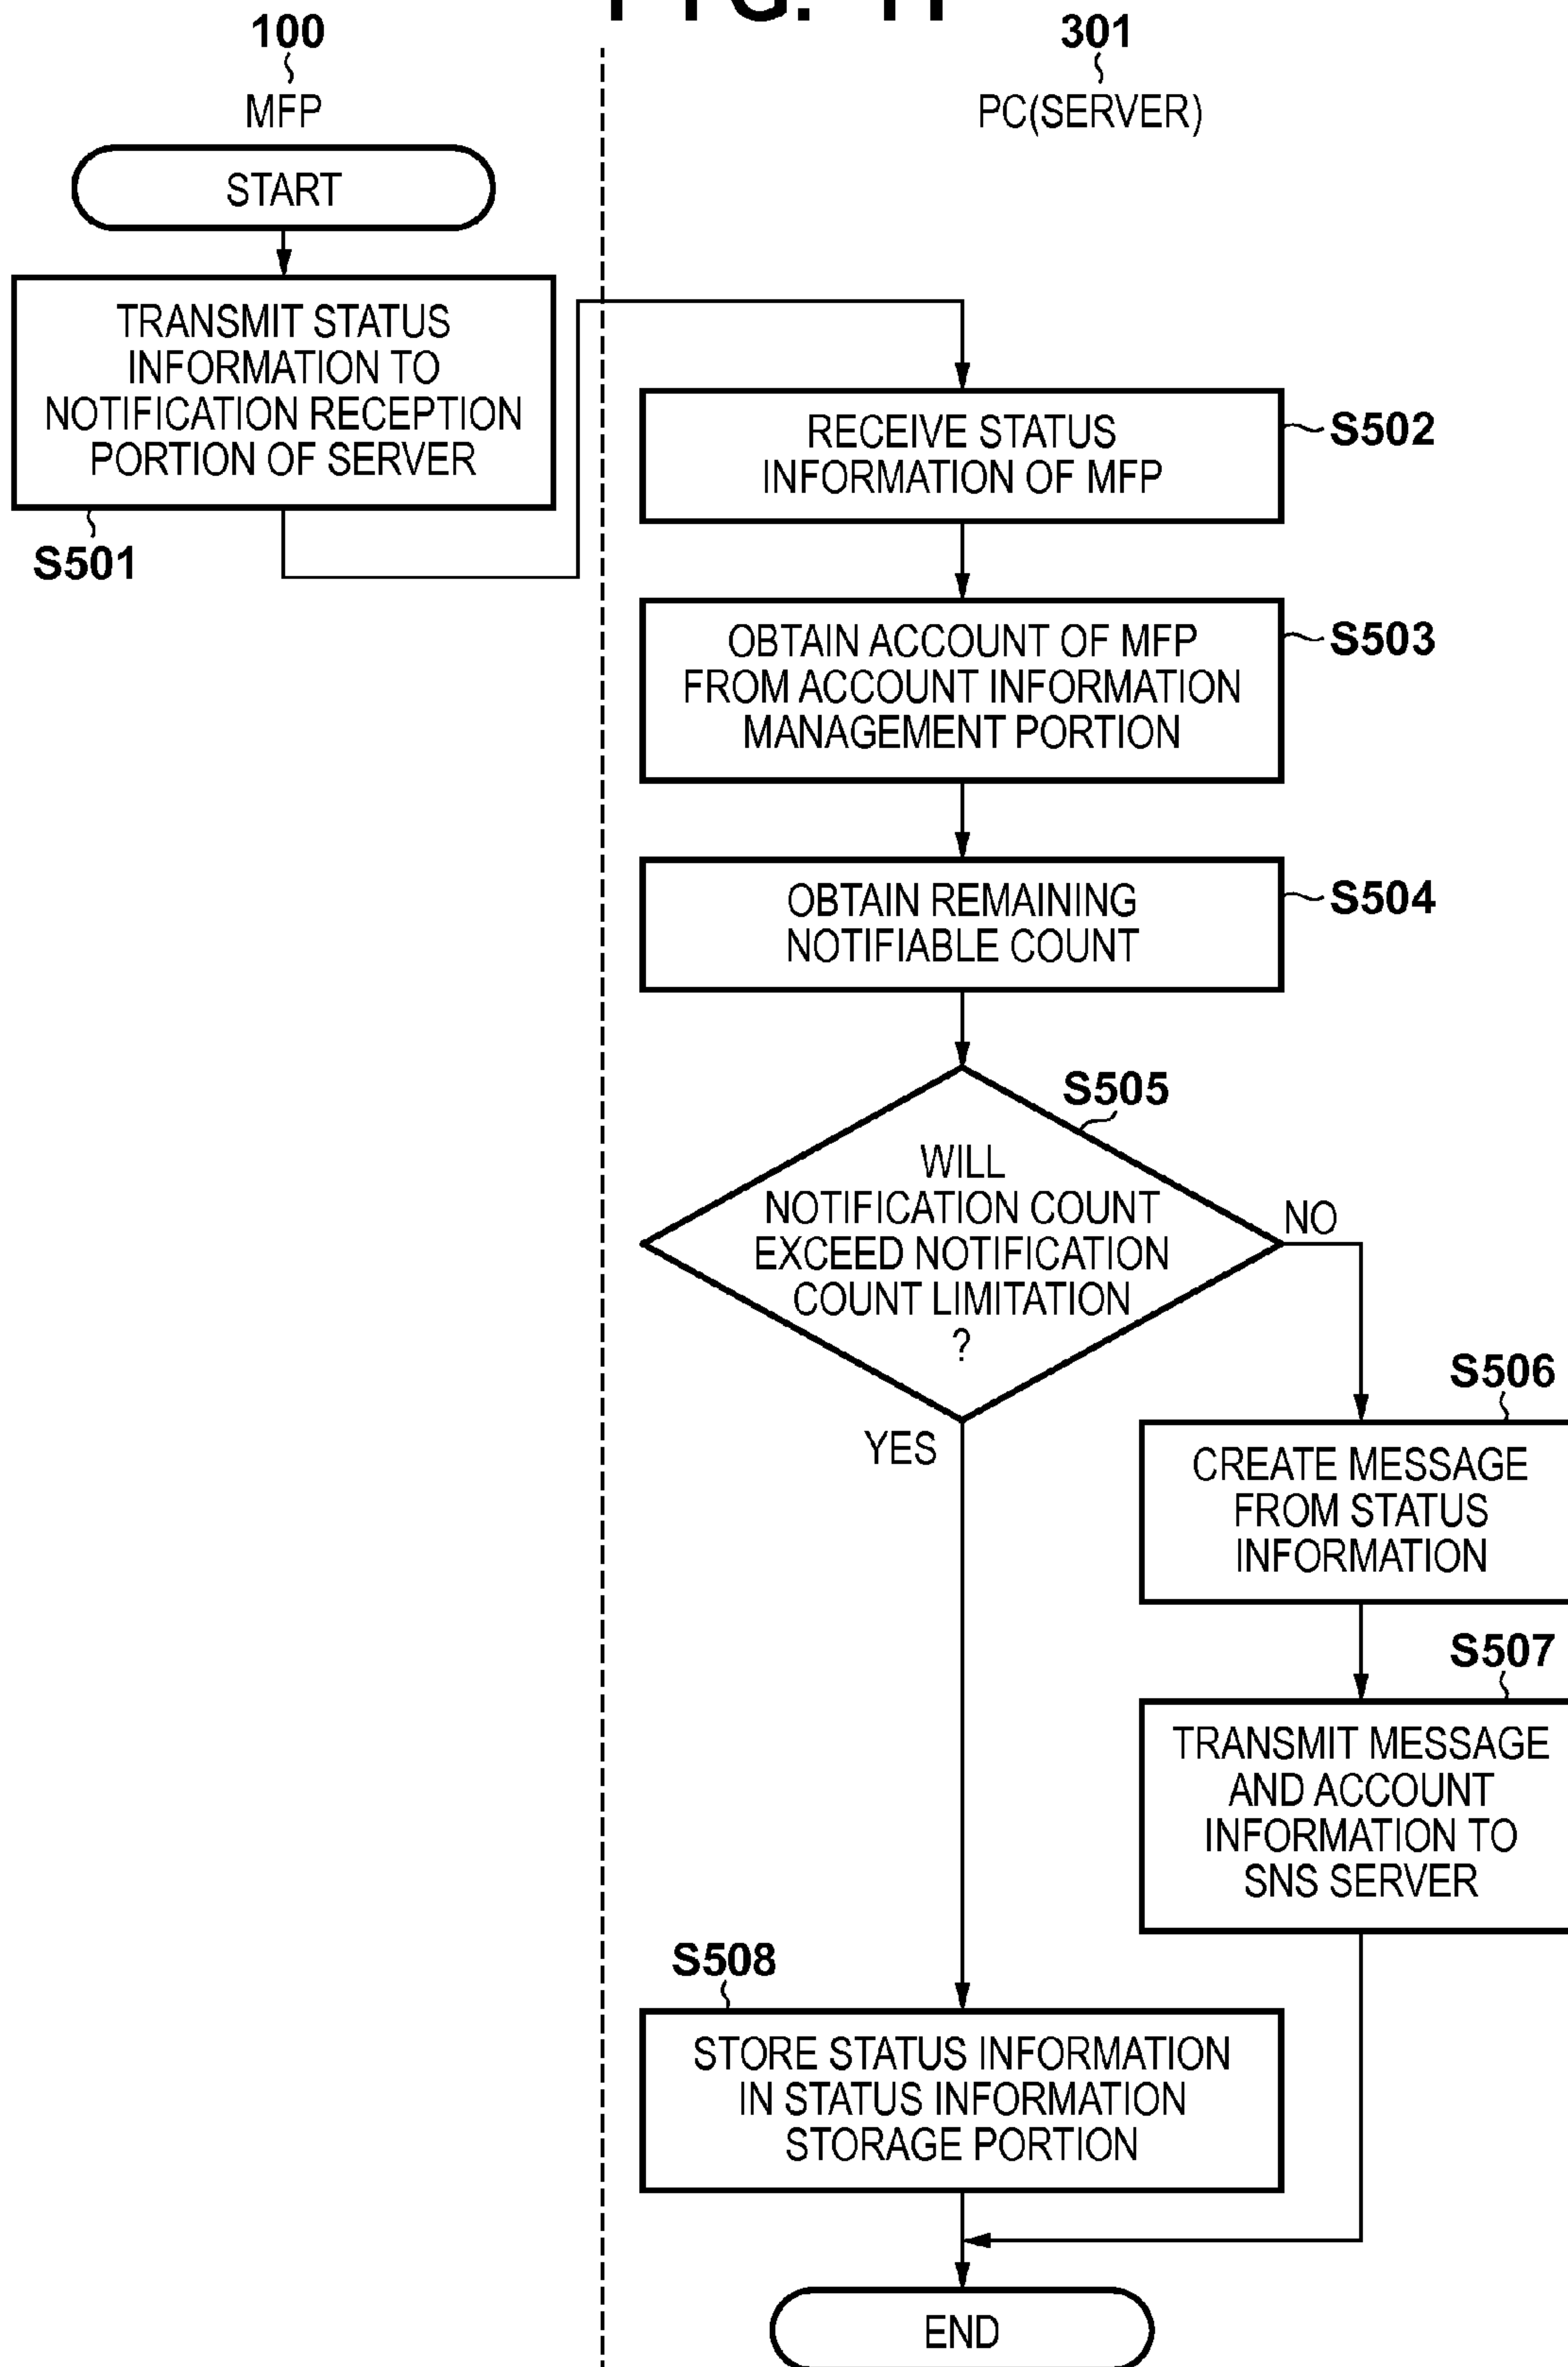 100
MFP
301
PC(SERVER)
START
TRANSMIT STATUS
INFORMATION TO
NOTIFICATION RECEPTION
PORTION OF SERVER
S501
RECEIVE STATUS
INFORMATION OF MFP
S502
OBTAIN ACCOUNT OF MFP
FROM ACCOUNT INFORMATION
MANAGEMENT PORTION
S503
OBTAIN REMAINING
NOTIFIABLE COUNT
S504
S505
WILL
NOTIFICATION COUNT
EXCEED NOTIFICATION
COUNT LIMITATION
?
NO
YES
S506
CREATE MESSAGE
FROM STATUS
INFORMATION
S507
TRANSMIT MESSAGE
AND ACCOUNT
INFORMATION TO
SNS SERVER
S508
STORE STATUS INFORMATION
IN STATUS INFORMATION
STORAGE PORTION
END